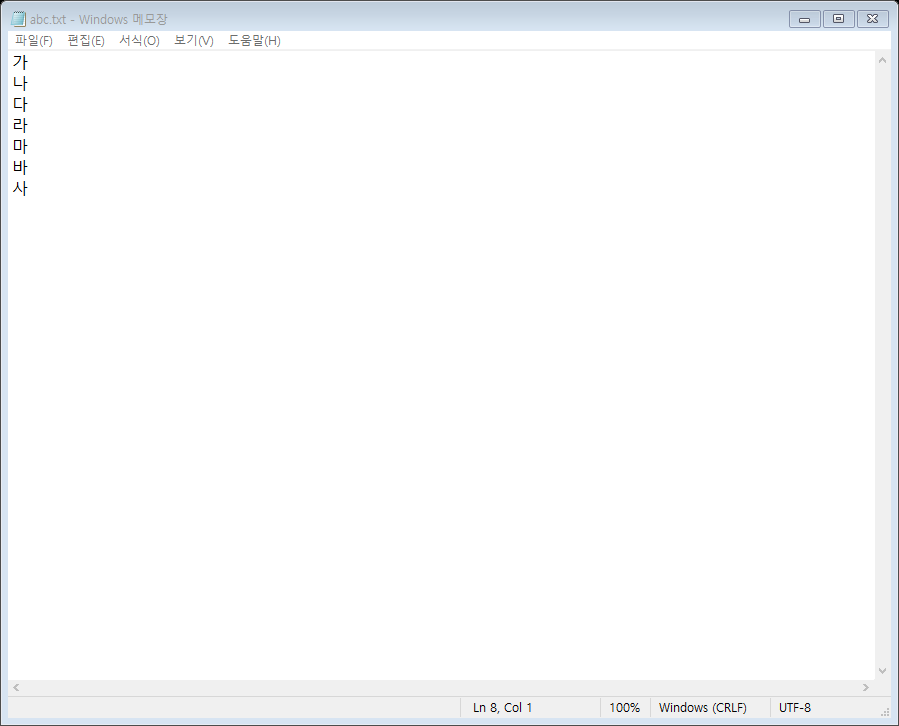 abc.txt - Windows 메모장
파일(F) 편집(E) 서식(O) 보기(V) 도움말(H)
가
나
다
라
마
바
사
Ln 8, Col 1 100% Windows (CRLF) UTF-8